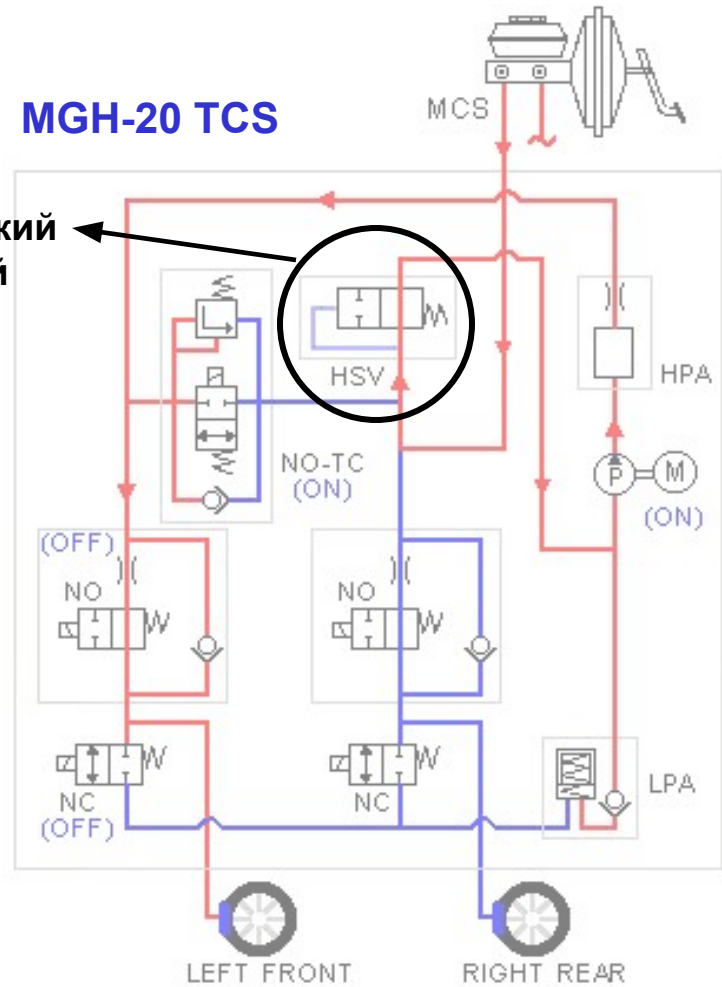 MCS
MGH-20 TCS
HSV
HPA
NO-TC
(ON)
P
M
(ON)
(OFF)
NO
NO
NC
(OFF)
NC
LPA
LEFT FRONT
RIGHT REAR